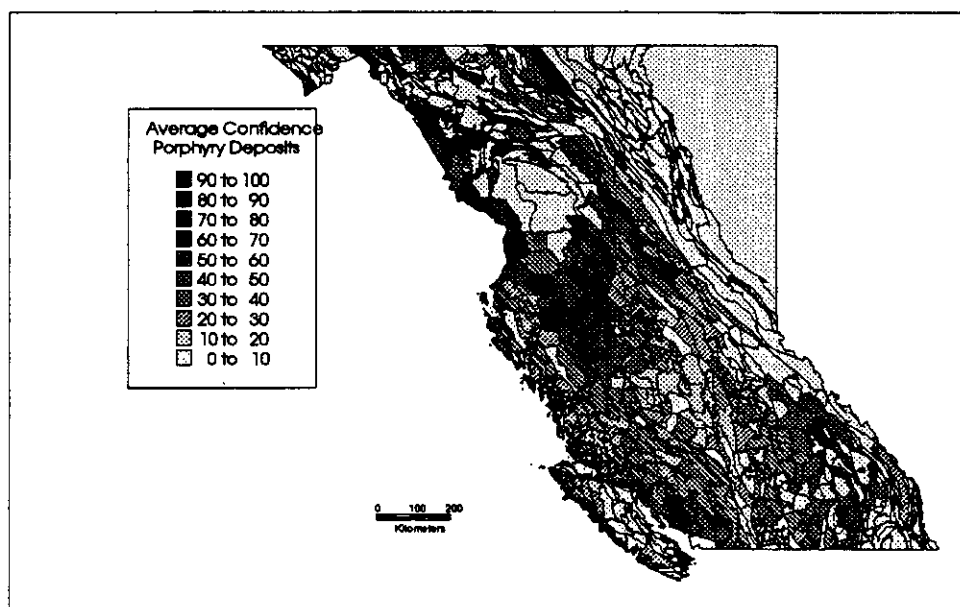 Average Confidence
Porphyry Deposits
90 to 100
80 to 90
70 to 80
60 to 70
50 to 60
40 to 50
30 to 40
20 to 30
10 to 20
0 to 10
0 100 200
Kilometers